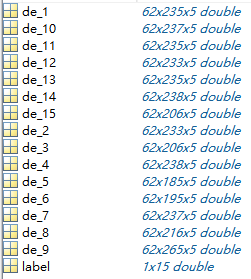 de_1 62x235x5 double
de_10 62x237x5 double
de_11 62x235x5 double
de_12 62x233x5 double
de_13 62x235x5 double
de_14 62x238x5 double
de_15 62x206x5 double
de_2 62x233x5 double
de_3 62x206x5 double
de_4 62x238x5 double
de_5 62x185x5 double
de_6 62x195x5 double
de_7 62x237x5 double
de_8 62x216x5 double
de_9 62x265x5 double
label 1x15 double